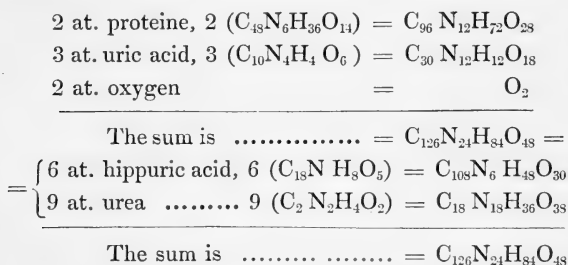 2 at. proteine, 2 (C₄₈N₆H₃₆O₁₄) = C₉₆ N₁₂H₇₂O₂₈
3 at. uric acid, 3 (C₁₀N₄H₄ O₆) = C₃₀ N₁₂H₁₂O₁₈
2 at. oxygen = O₂
The sum is ............... = C₁₂₆N₂₄H₈₄O₄₈ =
= { 6 at. hippuric acid, 6 (C₁₈N H₈O₅) = C₁₀₈N₆ H₄₈O₃₀
9 at. urea ......... 9 (C₂ N₂H₄O₂) = C₁₈ N₁₈H₃₆O₃₈
The sum is ......... ........ = C₁₂₆N₂₄H₈₄O₄₈